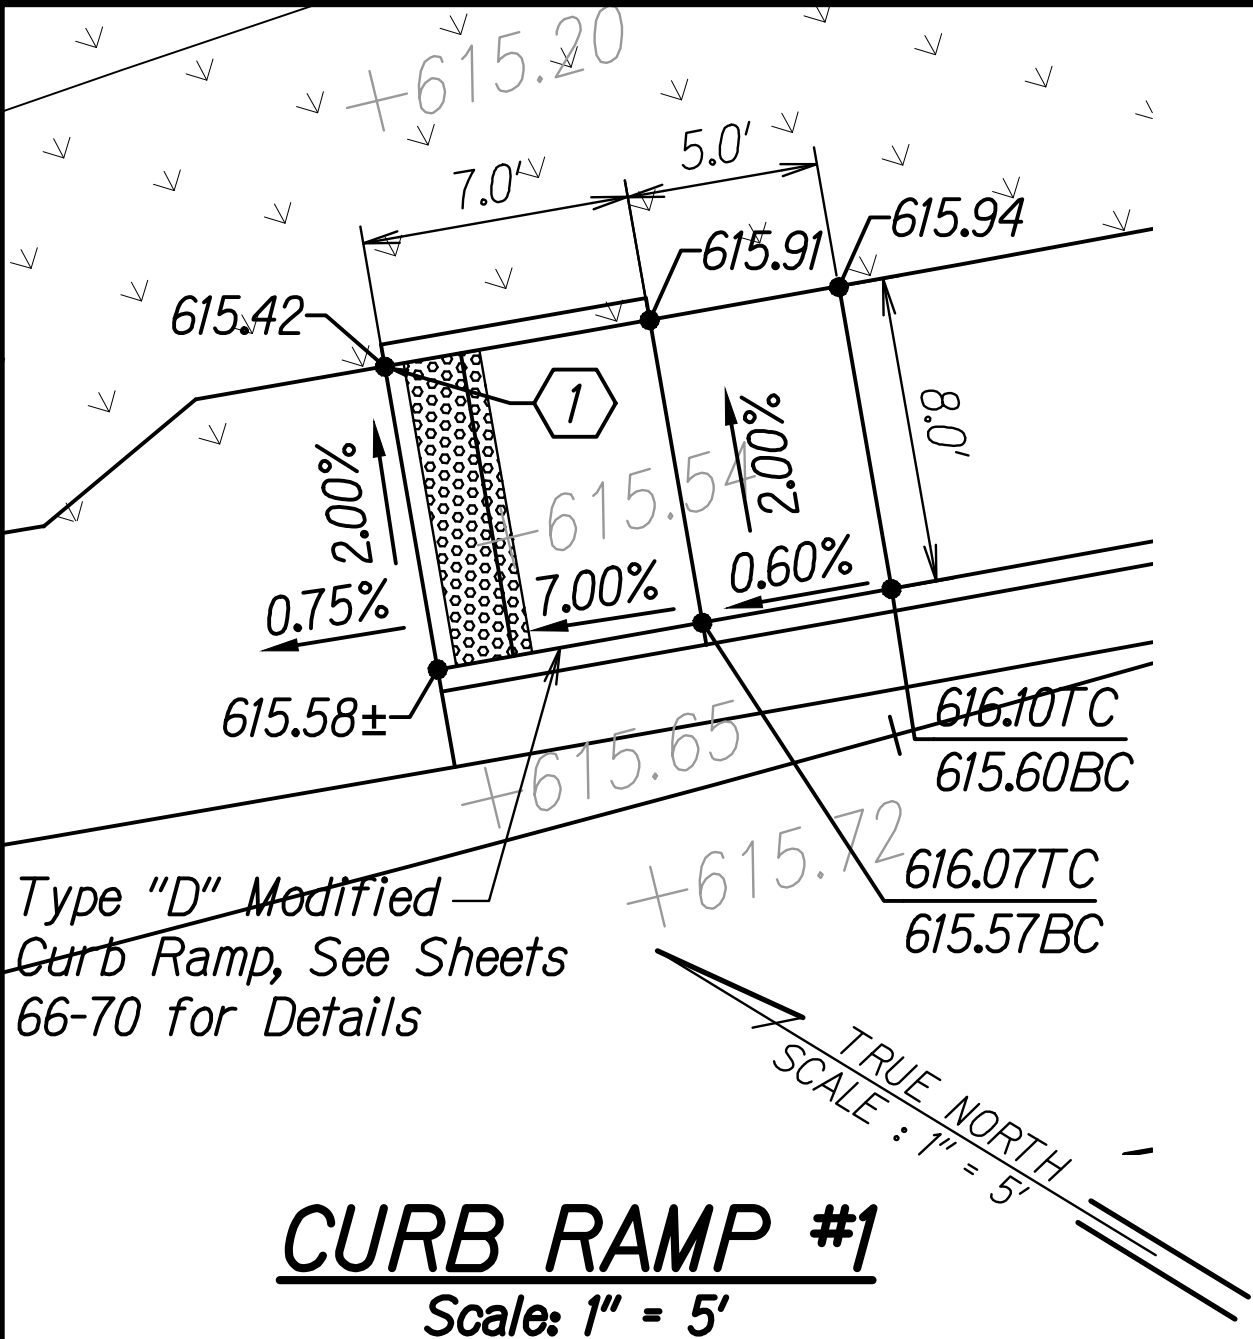 +615.20
5.0'
7.0'
615.94
615.91
615.42
1
8.0'
2.00%
2.00%
+615.54
0.60%
7.00%
0.75%
616.10TC
615.60BC
615.58±
+615.65
+615.72
616.07TC
615.57BC
Type "D" Modified
Curb Ramp, See Sheets
66-70 for Details
TRUE NORTH
SCALE : 1" = 5'
CURB RAMP #1
Scale: 1" = 5'